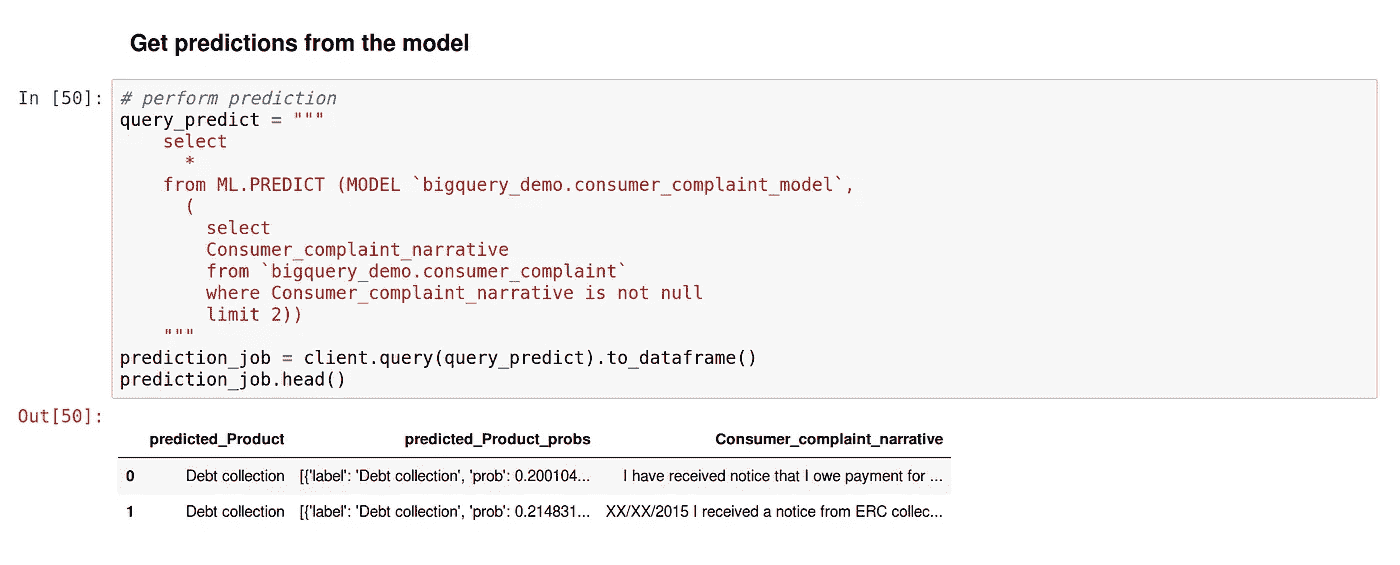 Get predictions from the model
In [50]:
# perform prediction
query_predict = """
    select
      *
    from ML.PREDICT (MODEL `bigquery_demo.consumer_complaint_model`,
      (
        select
        Consumer_complaint_narrative
        from `bigquery_demo.consumer_complaint`
        where Consumer_complaint_narrative is not null
        limit 2))
    """
prediction_job = client.query(query_predict).to_dataframe()
prediction_job.head()
Out[50]:
predicted_Product predicted_Product_probs Consumer_complaint_narrative
0 Debt collection [{'label': 'Debt collection', 'prob': 0.200104... I have received notice that I owe payment for ...
1 Debt collection [{'label': 'Debt collection', 'prob': 0.214831... XX/XX/2015 I received a notice from ERC collec...